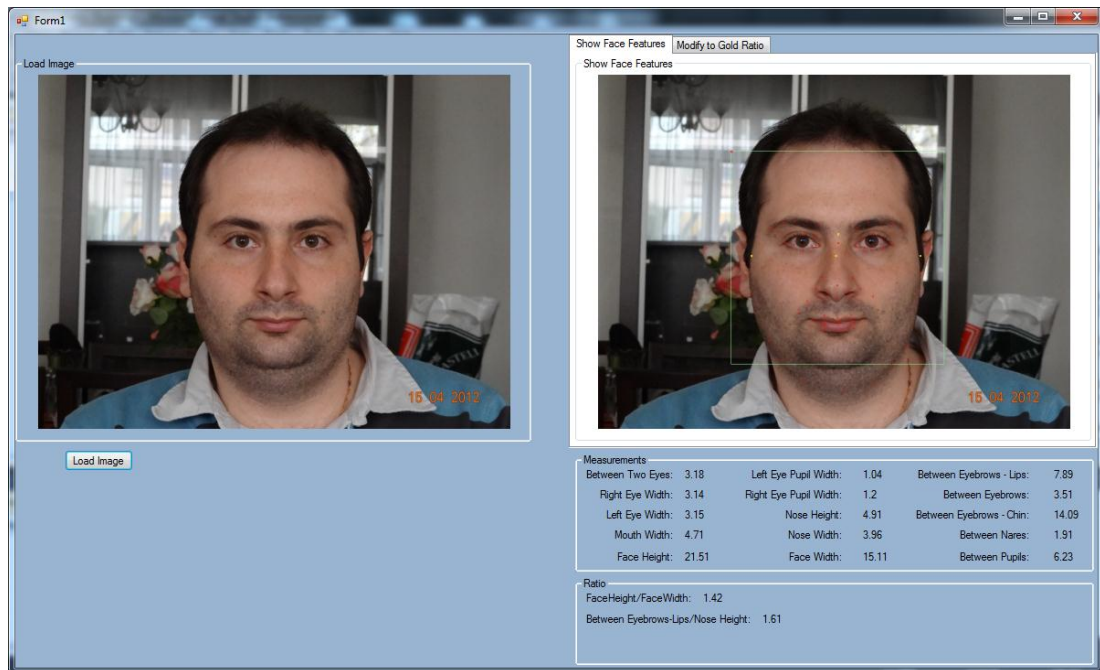 Form1
Load Image
15 04 2012
Load Image
Show Face Features Modify to Gold Ratio
Show Face Features
15 04 2012
Measurements
Between Two Eyes: 3.18 Left Eye Pupil Width: 1.04 Between Eyebrows - Lips: 7.89
Right Eye Width: 3.14 Right Eye Pupil Width: 1.2 Between Eyebrows: 3.51
Left Eye Width: 3.15 Nose Height: 4.91 Between Eyebrows - Chin: 14.09
Mouth Width: 4.71 Nose Width: 3.96 Between Nares: 1.91
Face Height: 21.51 Face Width: 15.11 Between Pupils: 6.23
Ratio
FaceHeight/FaceWidth: 1.42
Between Eyebrows-Lips/Nose Height: 1.61